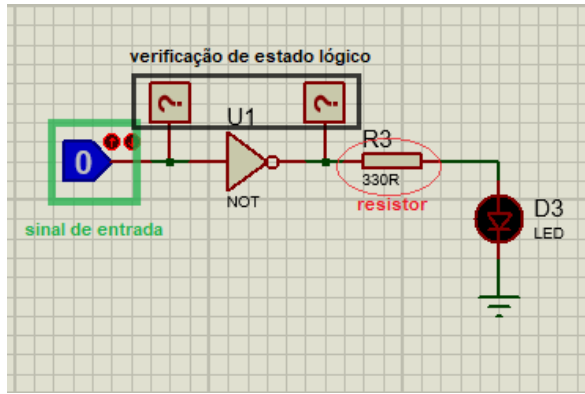 verificação de estado lógico
?
?
U1
0
NOT
R3
330R
resistor
sinal de entrada
D3
LED